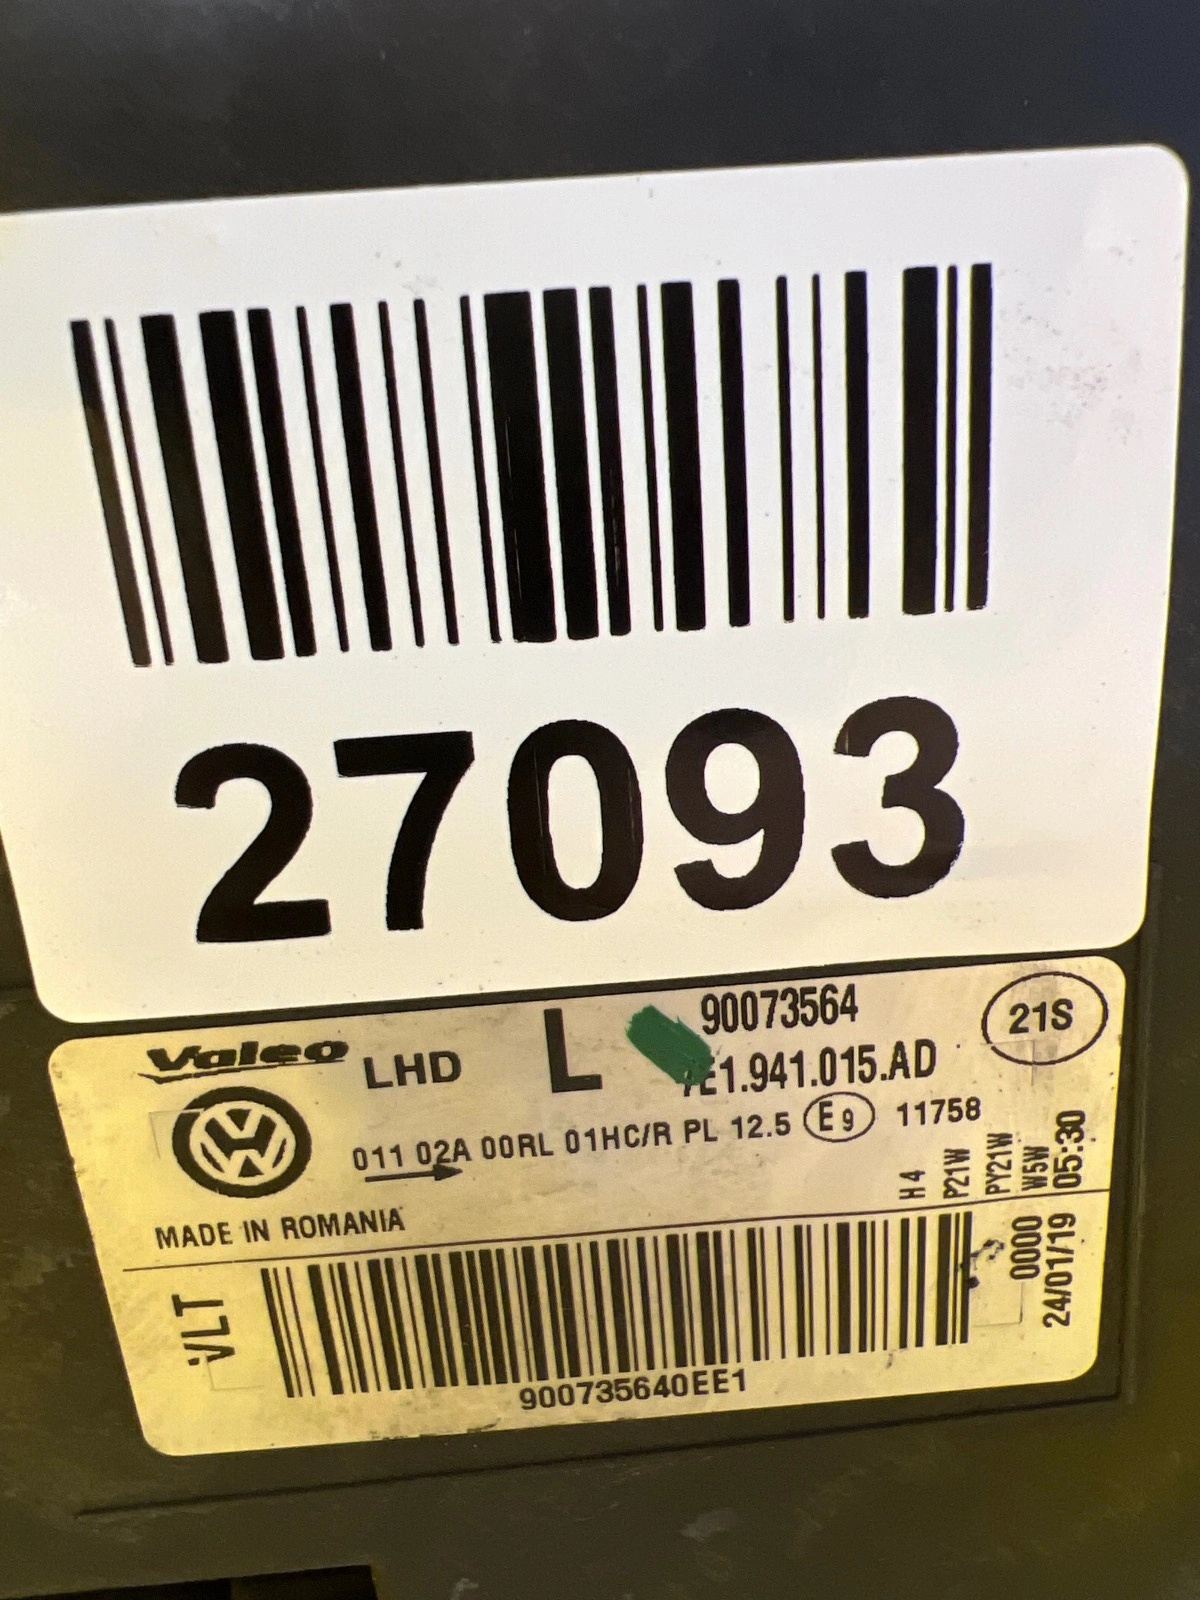 27093
Valeo LHD L 90073564 21S
7E1.941.015.AD
011 02A 00RL 01HC/R PL 12.5 E9 11758
H4
P21W
PY21W
W5W
05:30
MADE IN ROMANIA
VLT
0000
24/01/19
900735640EE1